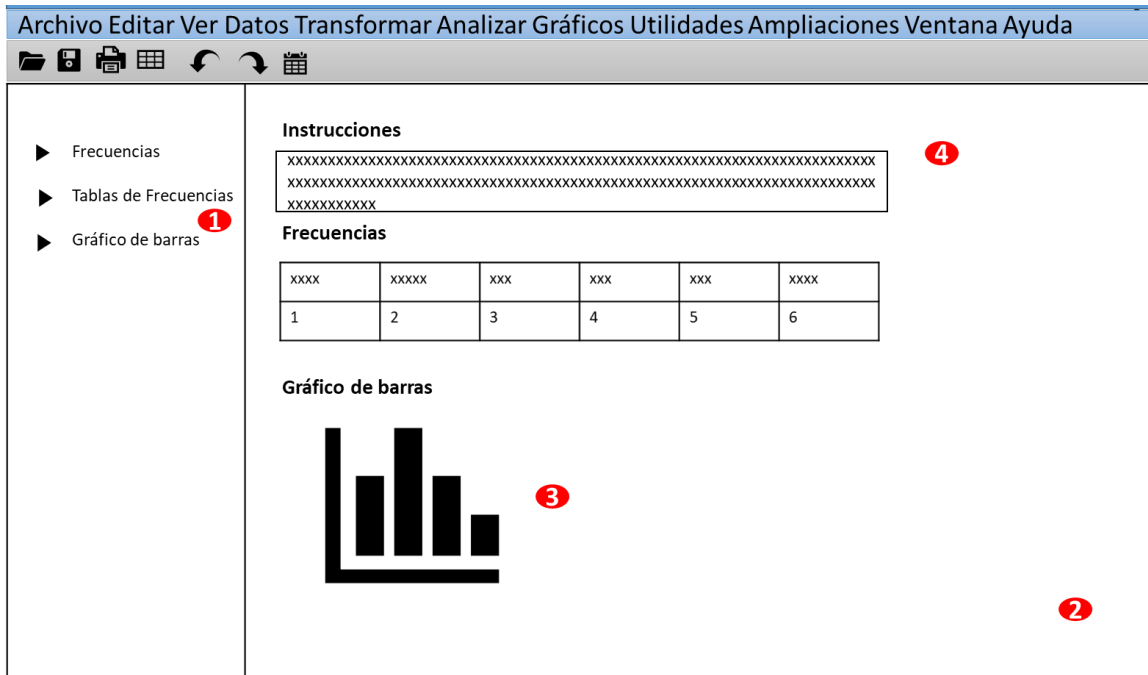 Archivo Editar Ver Datos Transformar Analizar Gráficos Utilidades Ampliaciones Ventana Ayuda
Frecuencias
Tablas de Frecuencias
1
Gráfico de barras
Instrucciones
4
xxxxxxxxxxxxxxxxxxxxxxxxxxxxxxxxxxxxxxxxxxxxxxxxxxxxxxxxxxxxxxxxxxxxxxxxx
xxxxxxxxxxxxxxxxxxxxxxxxxxxxxxxxxxxxxxxxxxxxxxxxxxxxxxxxxxxxxxxxxxxxxxxxx
xxxxxxxxxxx
Frecuencias
xxxx xxxxx xxx xxx xxx xxxx
1 2 3 4 5 6
Gráfico de barras
3
2